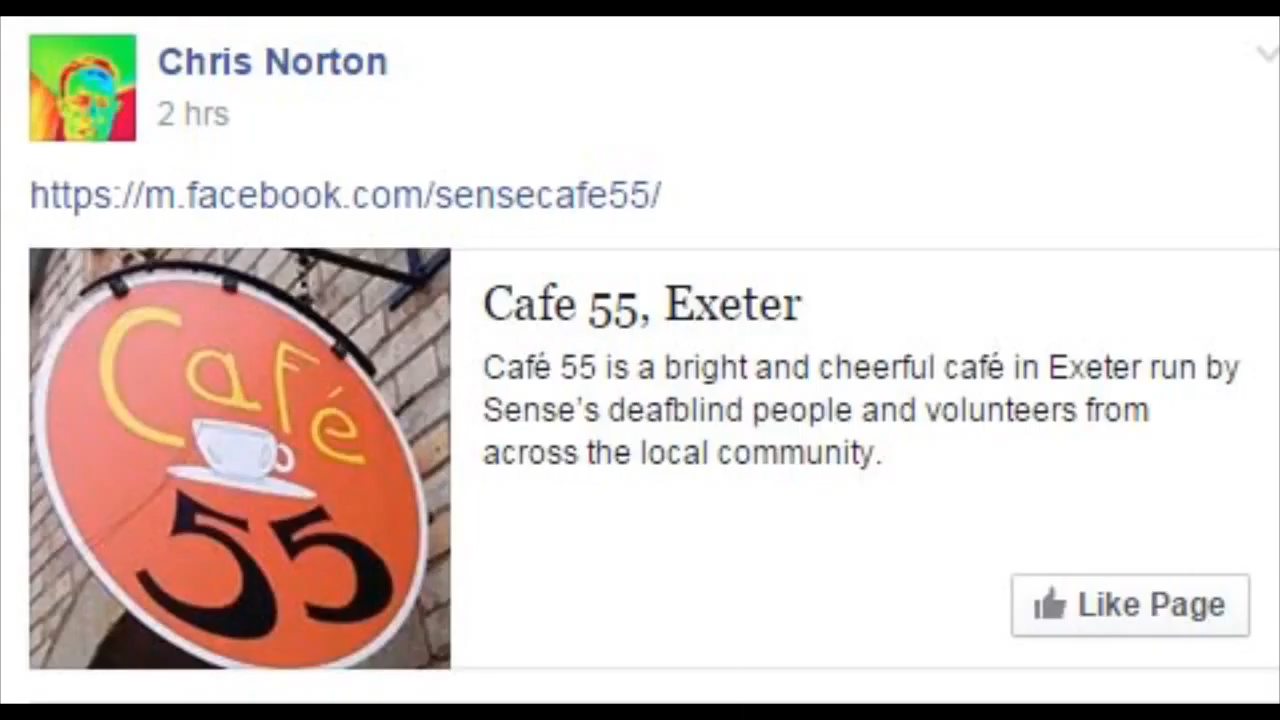 Chris Norton
2 hrs
https://m.facebook.com/sensecafe55/
Café
55
Cafe 55, Exeter
Café 55 is a bright and cheerful café in Exeter run by
Sense's deafblind people and volunteers from
across the local community.
Like Page